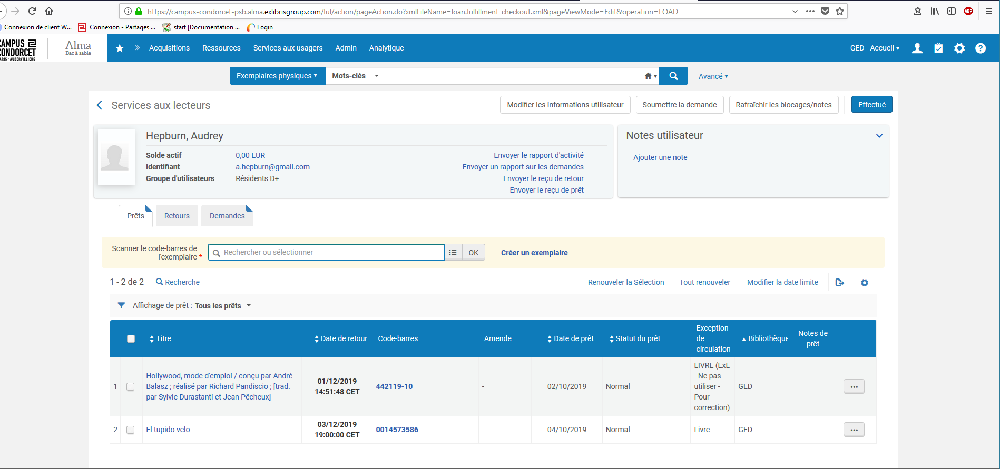 https://campus-condorcet-psb.alma.exlibrisgroup.com/ful/action/pageAction.do?xmlFileName=loan.fulfillment_checkout.xml&pageViewMode=Edit&operation=LOAD
ABP
Connexion de client W...
Connexion - Partages ...
start [Documentation ...
Login
CAMPUS
CONDORCET
PARIS-AUBERVILLIERS
Alma
Bac à sable
Acquisitions
Ressources
Services aux usagers
Admin
Analytique
GED - Accueil
Exemplaires physiques
Mots-clés
Avancé
Services aux lecteurs
Modifier les informations utilisateur
Soumettre la demande
Rafraîchir les blocages/notes
Effectué
Hepburn, Audrey
Solde actif 0,00 EUR
Identifiant a.hepburn@gmail.com
Groupe d'utilisateurs Résidents D+
Envoyer le rapport d'activité
Envoyer un rapport sur les demandes
Envoyer le reçu de retour
Envoyer le reçu de prêt
Notes utilisateur
Ajouter une note
Prêts
Retours
Demandes
Scanner le code-barres de
l'exemplaire *
Rechercher ou sélectionner
OK
Créer un exemplaire
1 - 2 de 2
Recherche
Renouveler la Sélection
Tout renouveler
Modifier la date limite
Affichage de prêt : Tous les prêts
Titre
Date de retour
Code-barres
Amende
Date de prêt
Statut du prêt
Exception
de
circulation
Bibliothèque
Notes de
prêt
1
Hollywood, mode d'emploi / conçu par André
Balasz ; réalisé par Richard Pandiscio ; [trad.
par Sylvie Durastanti et Jean Pêcheux]
01/12/2019
14:51:48 CET
442119-10
-
02/10/2019
Normal
LIVRE (ExL
- Ne pas
utiliser -
Pour
correction)
GED
2
El tupido velo
03/12/2019
19:00:00 CET
0014573586
-
04/10/2019
Normal
Livre
GED